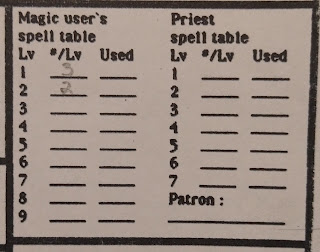 Magic user's
spell table
Lv #/Lv Used
1 3
2 2
3
4
5
6
7
8
9
Priest
spell table
Lv #/Lv Used
1
2
3
4
5
6
7
Patron :